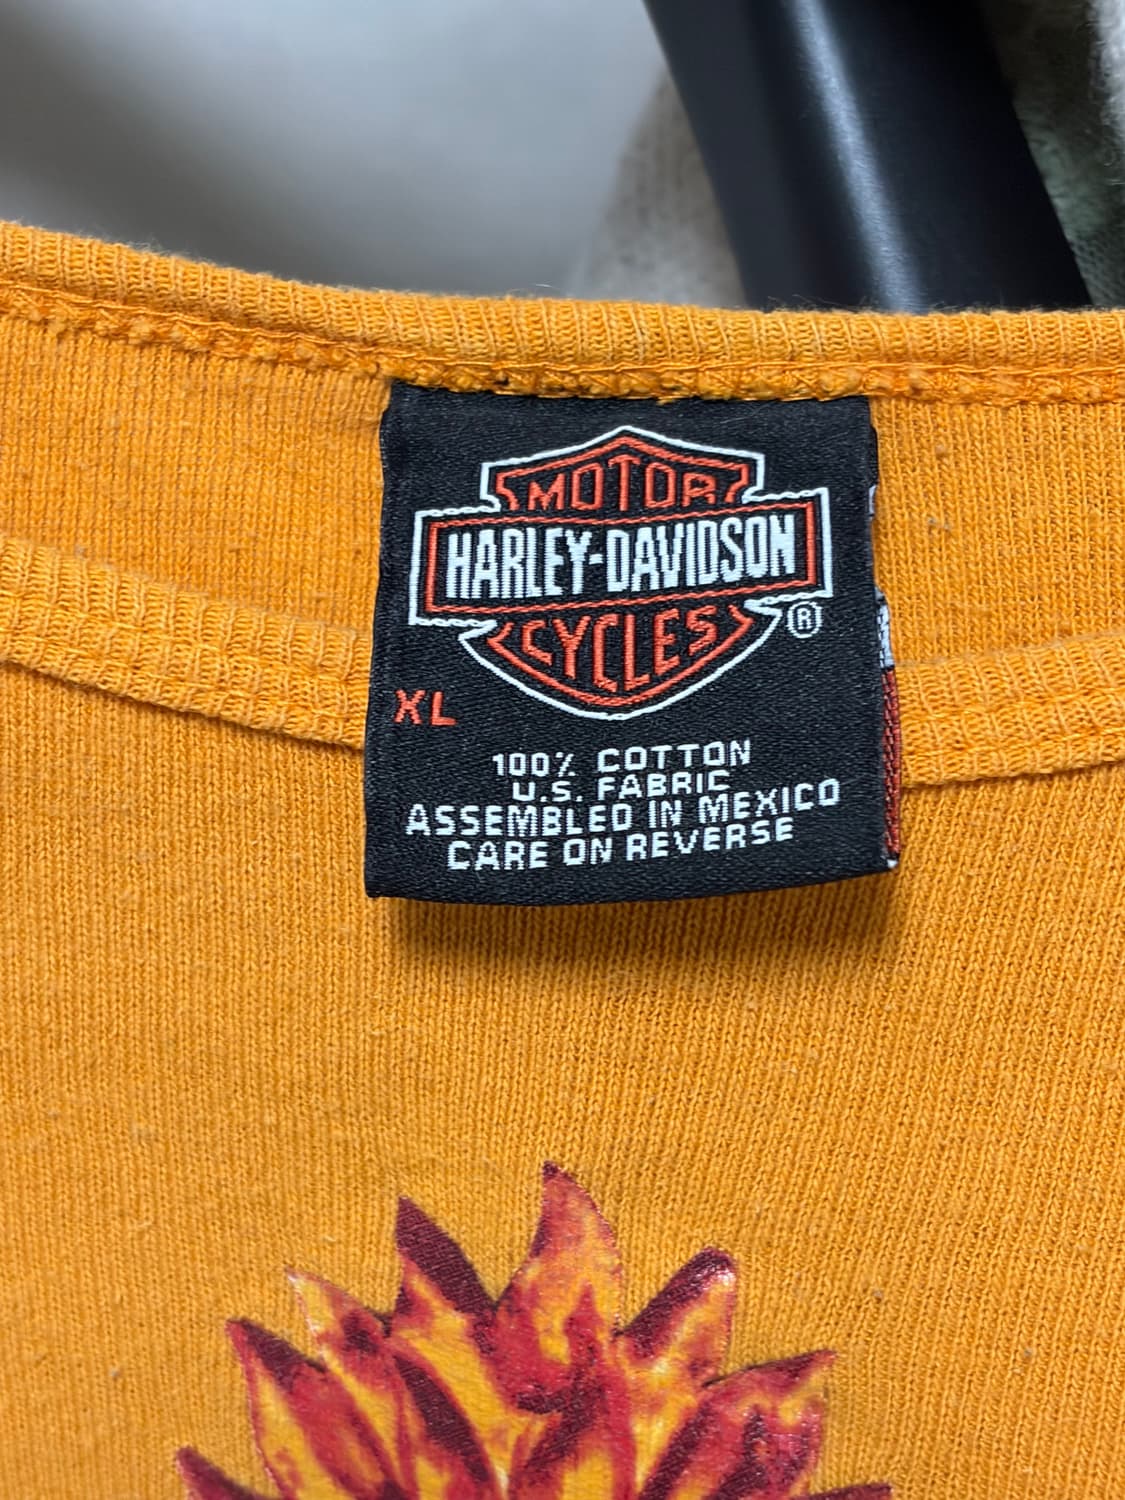 MOTOR
HARLEY-DAVIDSON
CYCLES
®
XL
100% COTTON
U.S. FABRIC
ASSEMBLED IN MEXICO
CARE ON REVERSE